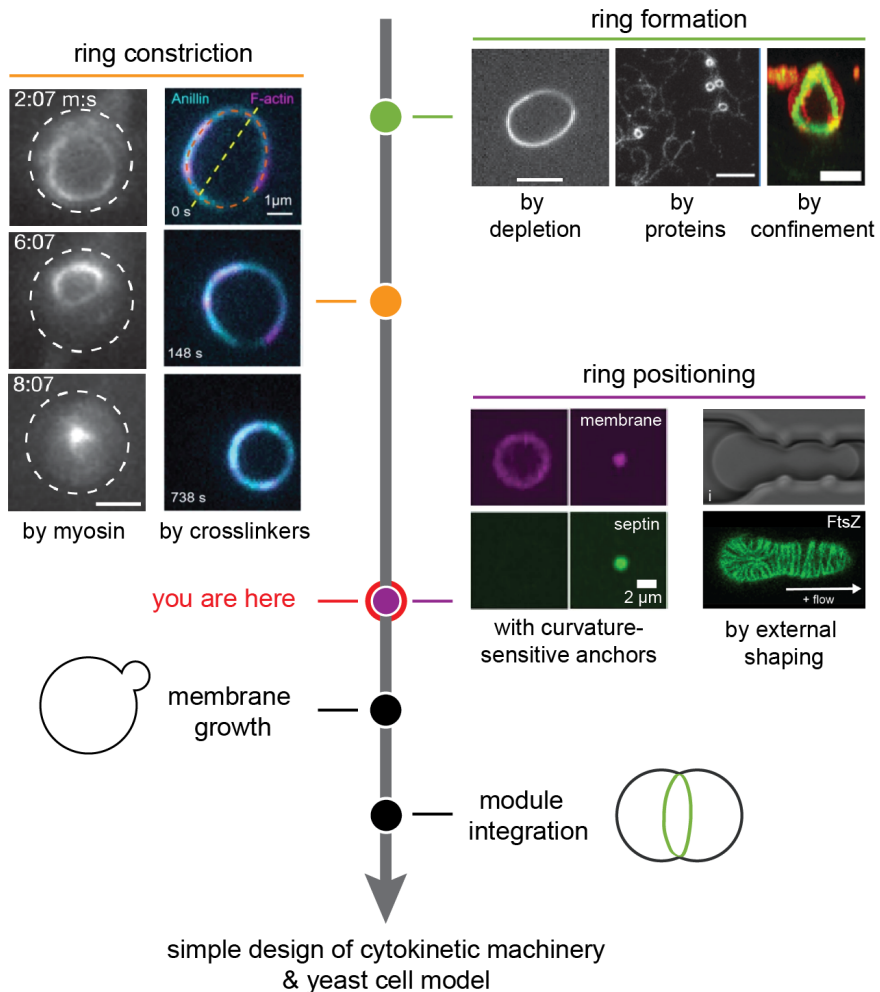 ring constriction
2:07 m:s
6:07
8:07
Anillin
F-actin
0 s
1µm
148 s
738 s
by myosin
by crosslinkers
ring formation
by
depletion
by
proteins
by
confinement
ring positioning
membrane
septin
2 µm
i
FtsZ
+ flow
with curvature-
sensitive anchors
by external
shaping
you are here
membrane
growth
module
integration
simple design of cytokinetic machinery
& yeast cell model